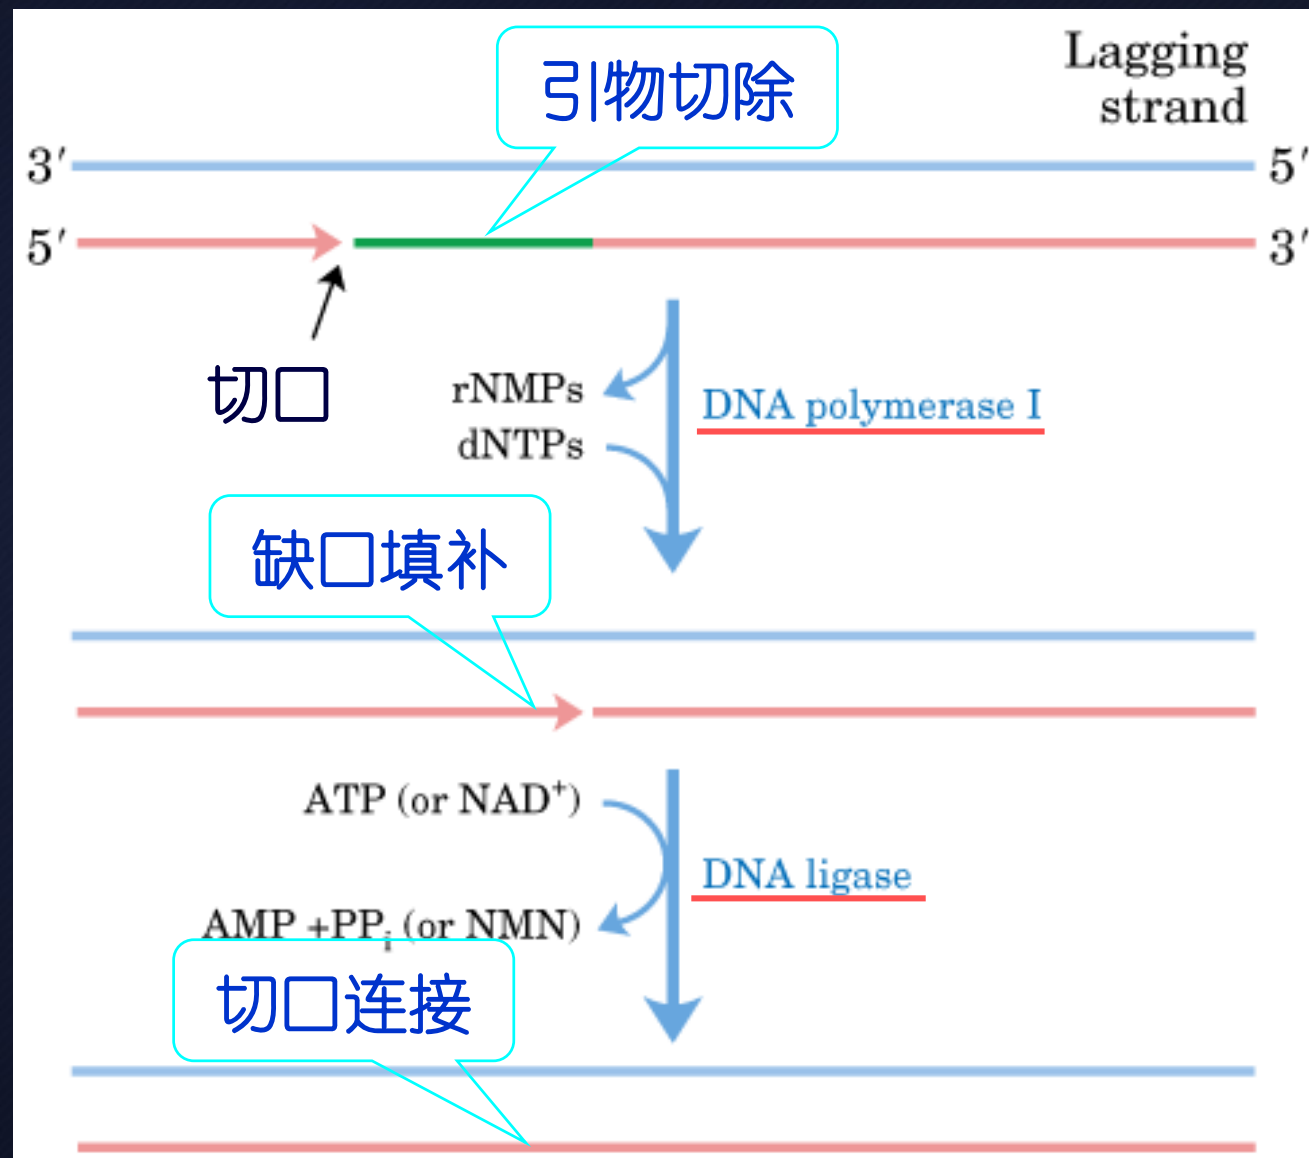 引物切除
Lagging
strand
3′
5′
5′
3′
切口
rNMPs
dNTPs
DNA polymerase I
缺口填补
ATP (or NAD⁺)
DNA ligase
AMP +PPᵢ (or NMN)
切口连接